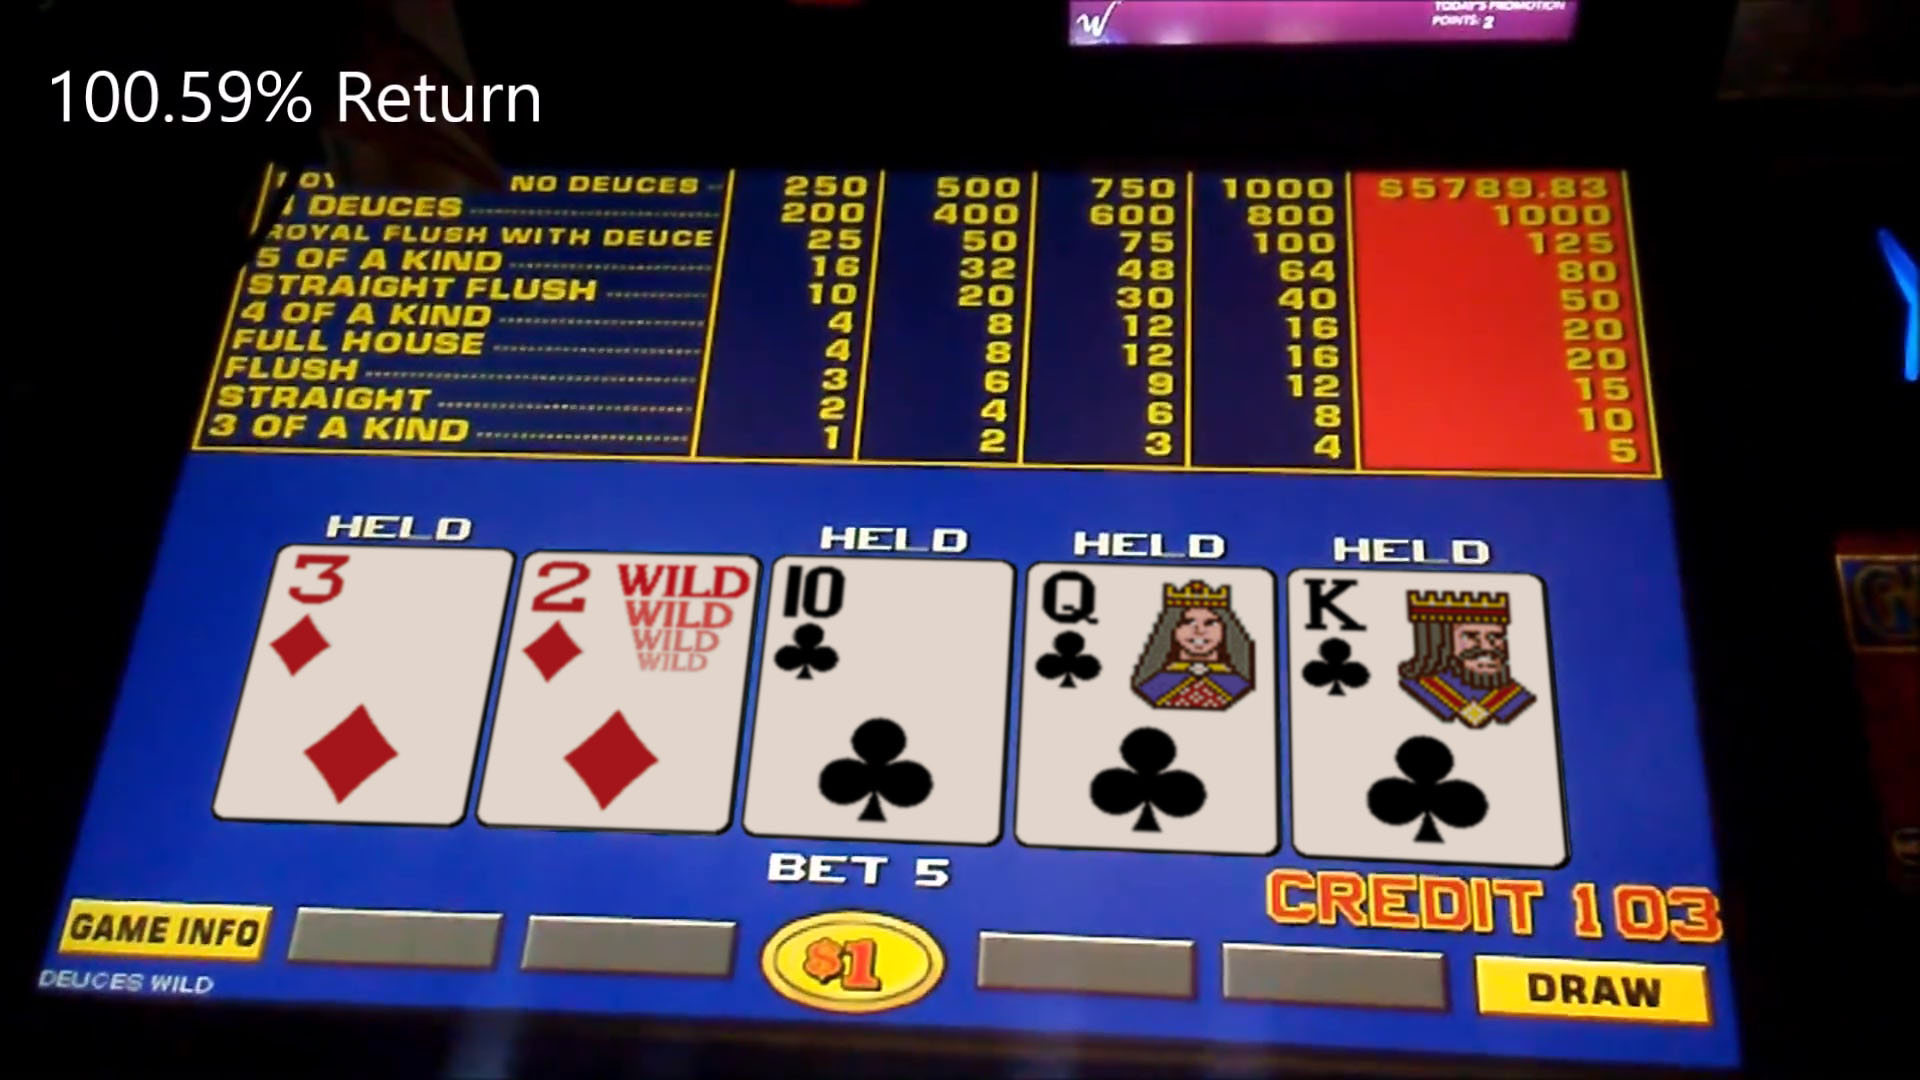 TODAY'S PROMOTION
W POINTS: 2
100.59% Return
NO DEUCES 250 500 750 1000 $5789.83
4 DEUCES 200 400 600 800 1000
ROYAL FLUSH WITH DEUCE 25 50 75 100 125
5 OF A KIND 16 32 48 64 80
STRAIGHT FLUSH 10 20 30 40 50
4 OF A KIND 4 8 12 16 20
FULL HOUSE 4 8 12 16 20
FLUSH 3 6 9 12 15
STRAIGHT 2 4 6 8 10
3 OF A KIND 1 2 3 4 5
HELD HELD HELD HELD
3 2 WILD 10 Q K
WILD
WILD
WILD
BET 5
CREDIT 103
GAME INFO $1 DRAW
DEUCES WILD